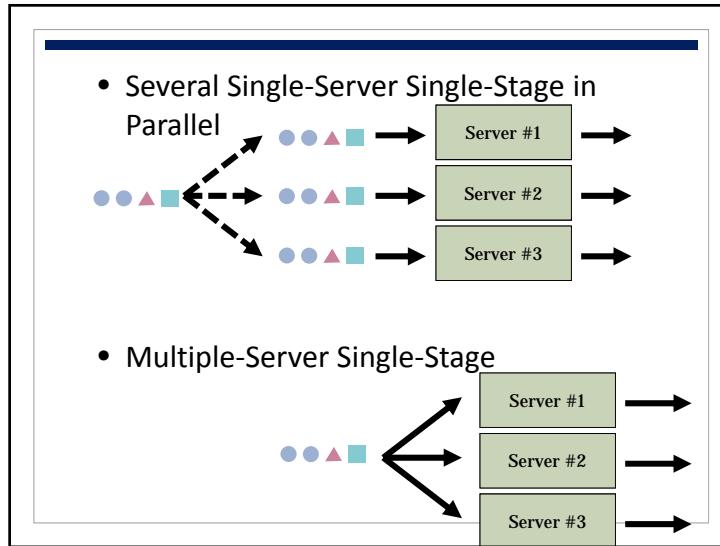 • Several Single-Server Single-Stage in
Parallel
Server #1
Server #2
Server #3
• Multiple-Server Single-Stage
Server #1
Server #2
Server #3